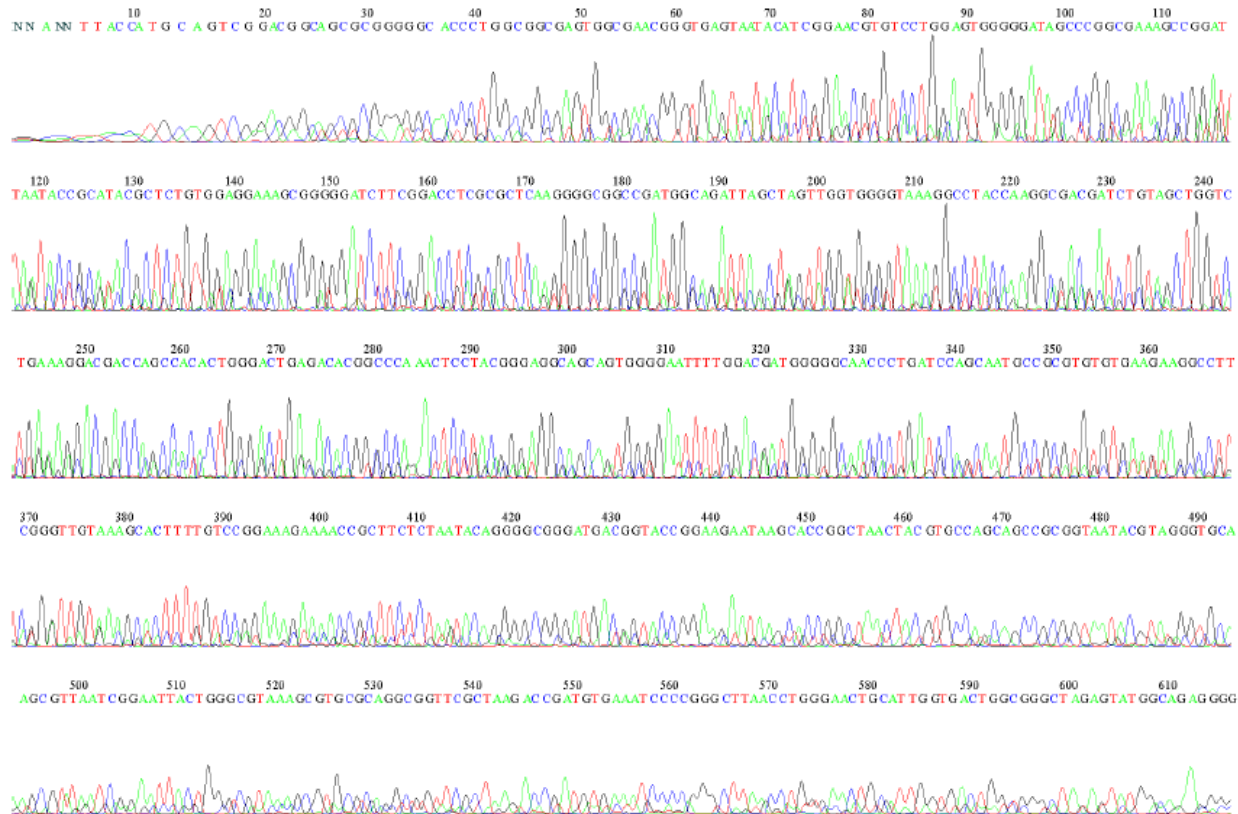 10 20 30 40 50 60 70 80 90 100 110
NNANNTTACCATGCAGTCGGACGGCAGCGCGGGGGCACCCTGGCGGCGAGTGGCGAACGGGTGAGTAATACATCGGAACGTGTCCTGGAGTGGGGGATAGCCCGGCGAAAGCCGGAT
120 130 140 150 160 170 180 190 200 210 220 230 240
TAATACCGCATACGCTCTGTGGAGGAAAGCGGGGGATCTTCGGACCTCGCGCTCAAGGGGCGGCCGATGGCAGATTAGCTAGTTGGTGGGGTAAAGGCCTACCAAGGCGACGATCTGTAGCTGGTC
250 260 270 280 290 300 310 320 330 340 350 360
TGAAAGGACGACCAGCCACACTGGGACTGAGACACGGCCCAAACTCCTACGGGAGGCAGCAGTGGGGAATTTTGGACGATGGGGGCAACCCTGATCCAGCAATGCCGCGTGTGTGAAGAAGGCCTT
370 380 390 400 410 420 430 440 450 460 470 480 490
CGGGTTGTAAAGCACTTTTGTCCGGAAAGAAAACCGCTTCTCTAATACAGGGGCGGGATGACGGTACCGGAAGAATAAGCACCGGCTAACTACGTGCCAGCAGCCGCGGTAATACGTAGGGTGCA
500 510 520 530 540 550 560 570 580 590 600 610
AGCGTTAATCGGAATTACTGGGCGTAAAGCGTGCGCAGGCGGTTCGCTAAGACCGATGTGAAATCCCCGGGCTTAACCTGGGAACTGCATTGGTGACTGGCGGGCTAGAGTATGGCAGAGGGG